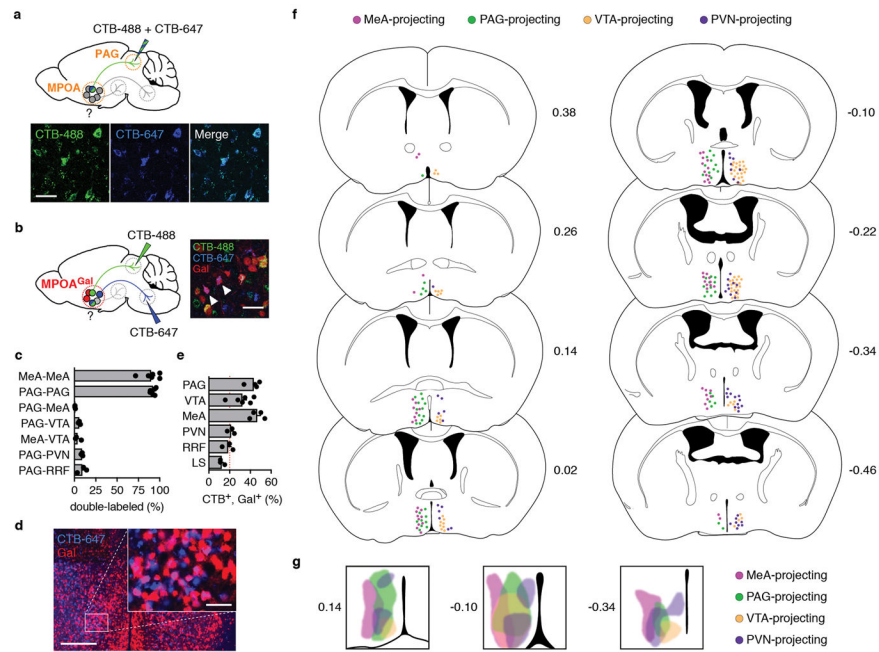 a
CTB-488 + CTB-647
PAG
MPOA
?
CTB-488
CTB-647
Merge
b
CTB-488
MPOAGal
?
CTB-647
CTB-488
CTB-647
Gal
c
MeA-MeA
PAG-PAG
PAG-MeA
PAG-VTA
MeA-VTA
PAG-PVN
PAG-RRF
0 25 50 75 100
double-labeled (%)
e
PAG
VTA
MeA
PVN
RRF
LS
0 20 40 60
CTB+, Gal+ (%)
d
CTB-647
Gal
f
MeA-projecting PAG-projecting VTA-projecting PVN-projecting
0.38
0.26
0.14
0.02
-0.10
-0.22
-0.34
-0.46
g
0.14
-0.10
-0.34
MeA-projecting
PAG-projecting
VTA-projecting
PVN-projecting